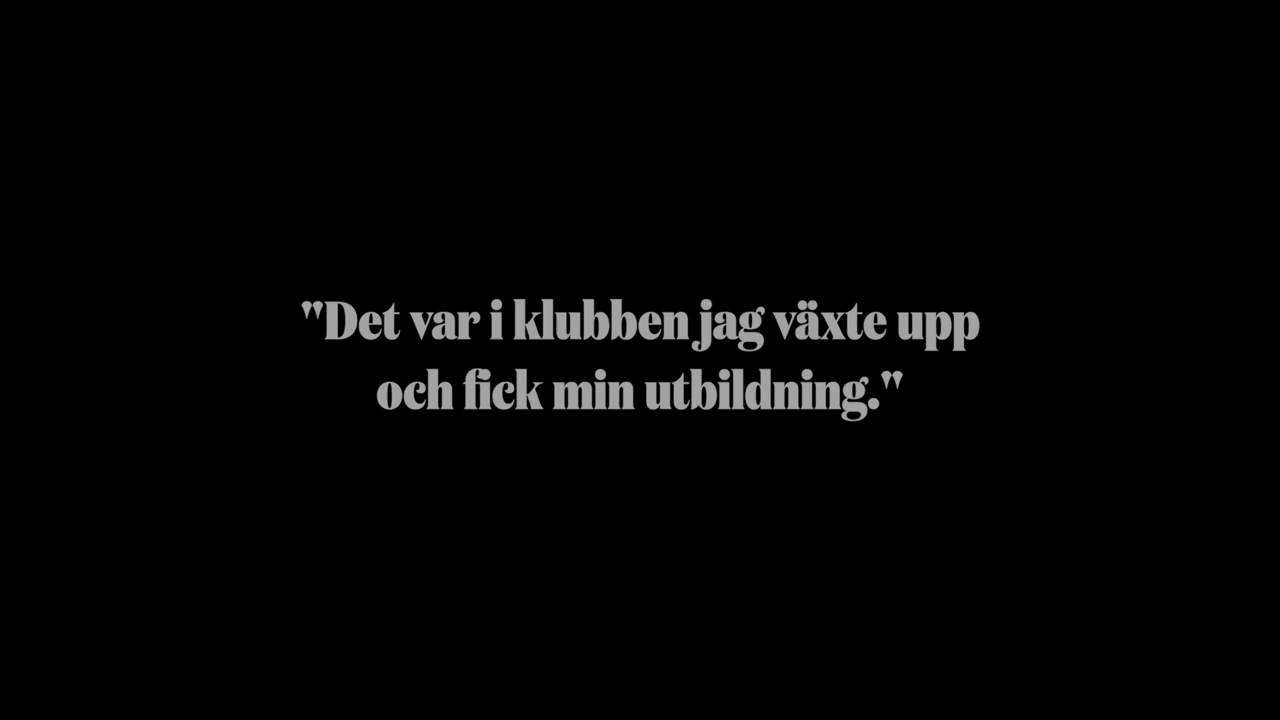 "Det var i klubben jag växte upp
och fick min utbildning."